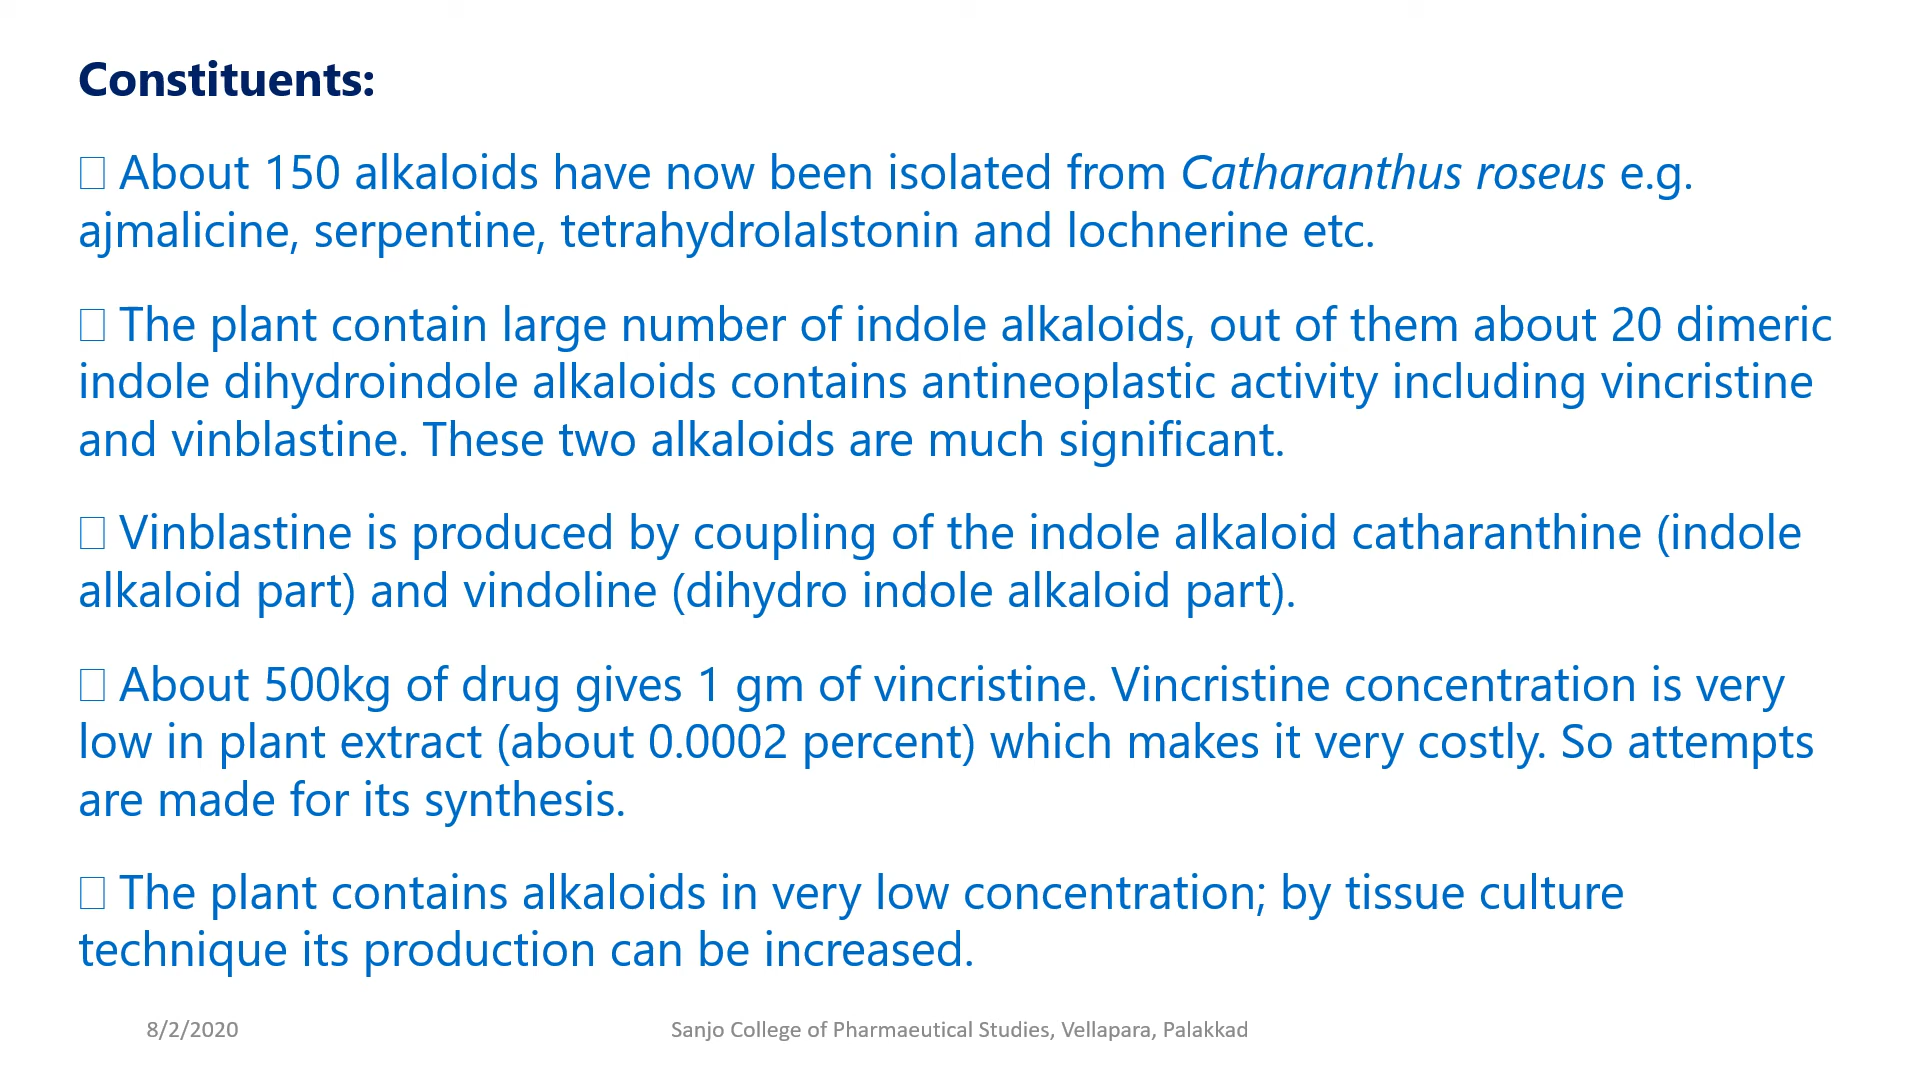 Constituents:
□ About 150 alkaloids have now been isolated from Catharanthus roseus e.g.
ajmalicine, serpentine, tetrahydrolalstonin and lochnerine etc.
□ The plant contain large number of indole alkaloids, out of them about 20 dimeric
indole dihydroindole alkaloids contains antineoplastic activity including vincristine
and vinblastine. These two alkaloids are much significant.
□ Vinblastine is produced by coupling of the indole alkaloid catharanthine (indole
alkaloid part) and vindoline (dihydro indole alkaloid part).
□ About 500kg of drug gives 1 gm of vincristine. Vincristine concentration is very
low in plant extract (about 0.0002 percent) which makes it very costly. So attempts
are made for its synthesis.
□ The plant contains alkaloids in very low concentration; by tissue culture
technique its production can be increased.
8/2/2020
Sanjo College of Pharmaeutical Studies, Vellapara, Palakkad